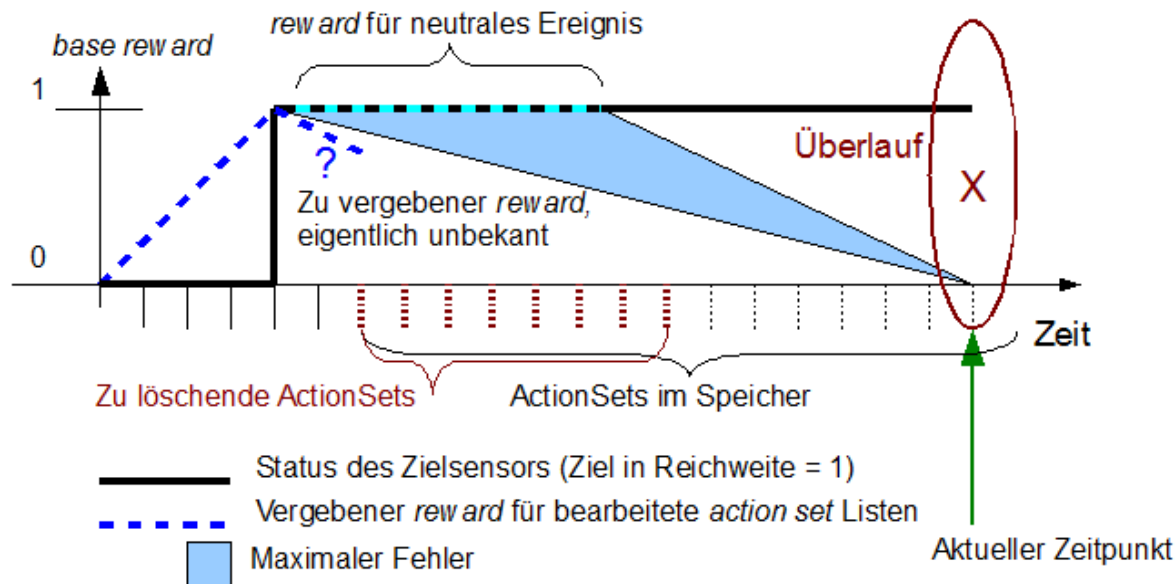 reward für neutrales Ereignis
base reward
1
Überlauf
X
?
Zu vergebener reward,
eigentlich unbekant
0
Zeit
Zu löschende ActionSets
ActionSets im Speicher
Status des Zielsensors (Ziel in Reichweite = 1)
Vergebener reward für bearbeitete action set Listen
Maximaler Fehler
Aktueller Zeitpunkt